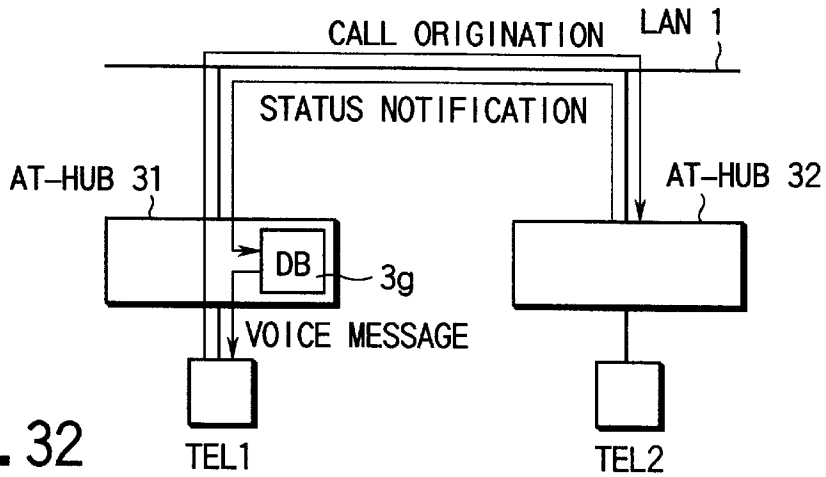 CALL ORIGINATION
LAN 1
STATUS NOTIFICATION
AT-HUB 31
AT-HUB 32
DB
3g
VOICE MESSAGE
TEL1
TEL2
. 32